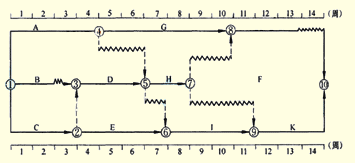 1 2 3 4 5 6 7 8 9 10 11 12 13 14 (周)
A ④ G ⑧
① B ③ D ⑤ H ⑦ F ⑩
C ② E ⑥ I ⑨ K
1 2 3 4 5 6 7 8 9 10 11 12 13 14 (周)